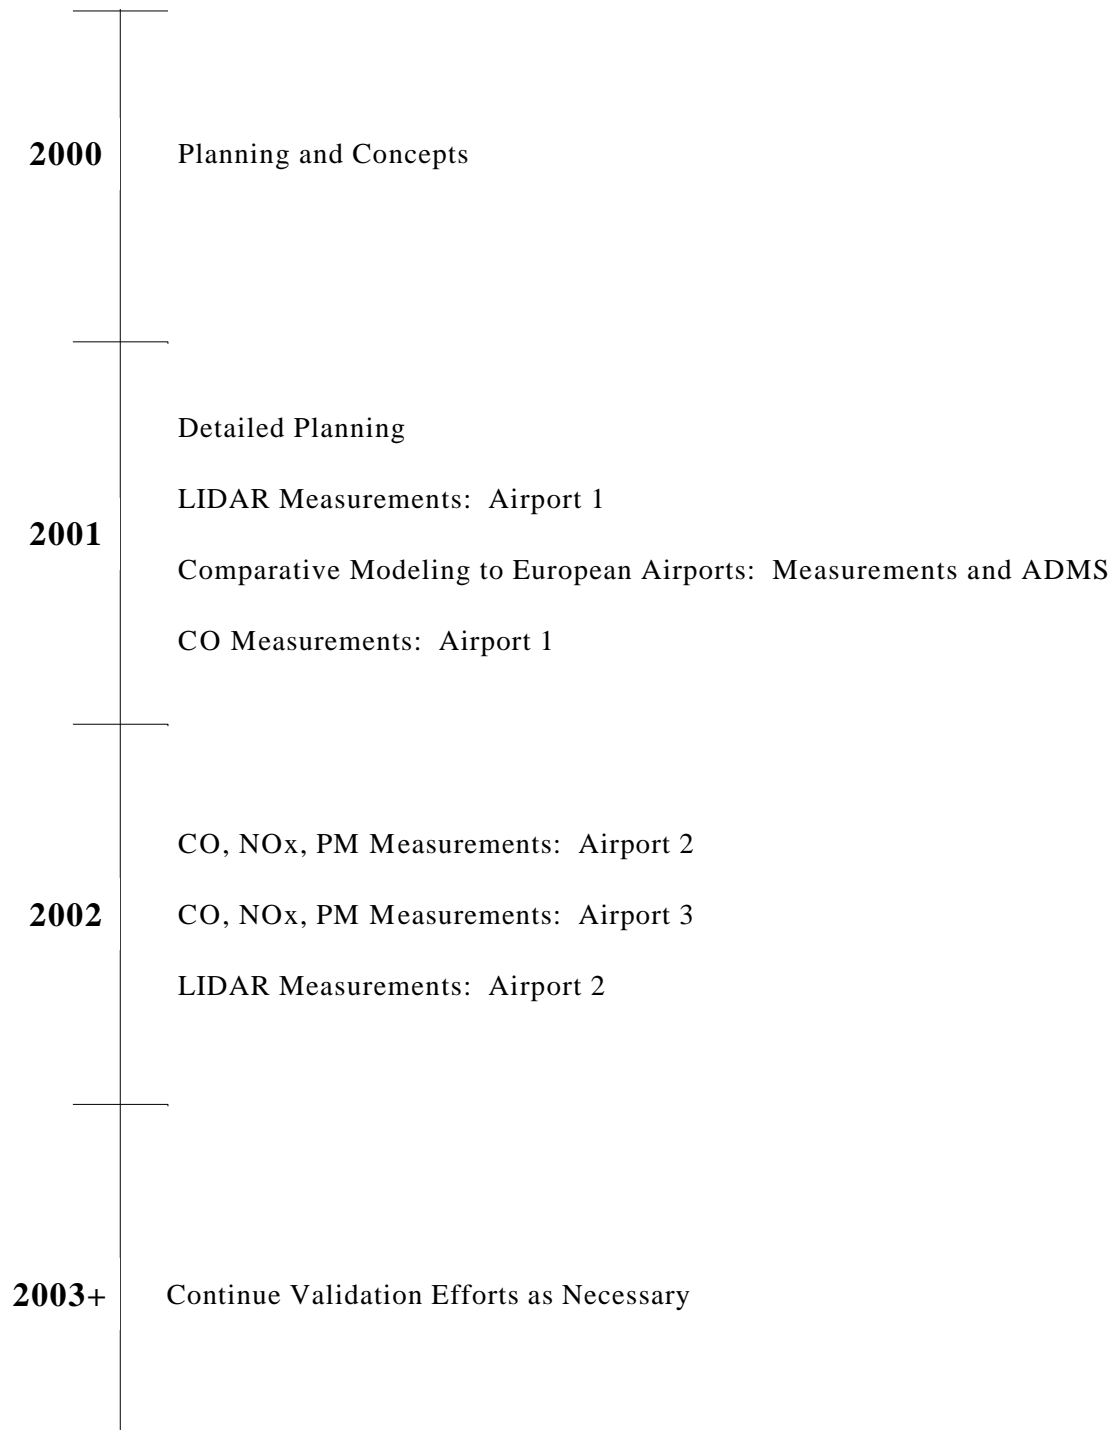 2000
Planning and Concepts
2001
Detailed Planning
LIDAR Measurements:  Airport 1
Comparative Modeling to European Airports:  Measurements and ADMS
CO Measurements:  Airport 1
2002
CO, NOx, PM Measurements:  Airport 2
CO, NOx, PM Measurements:  Airport 3
LIDAR Measurements:  Airport 2
2003+
Continue Validation Efforts as Necessary